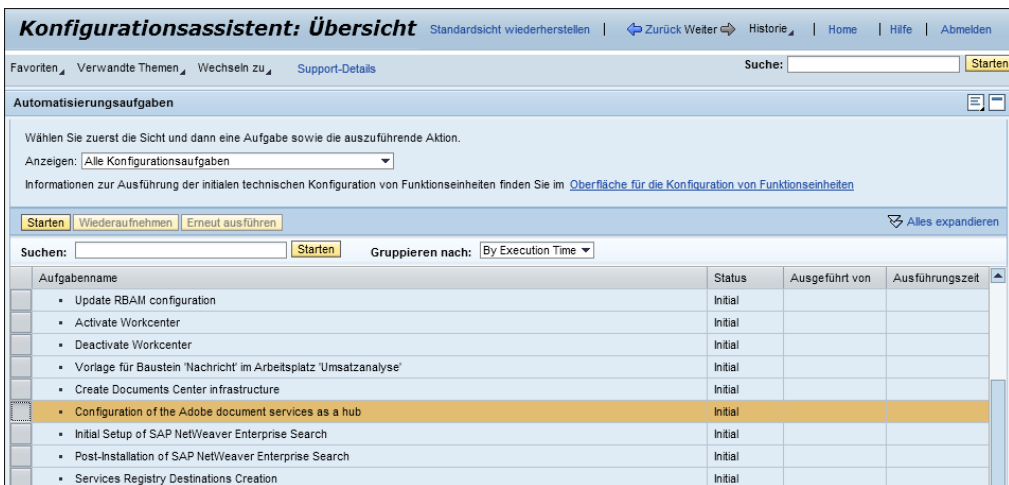 Konfigurationsassistent: Übersicht Standardsicht wiederherstellen | Zurück Weiter Historie | Home | Hilfe | Abmelden
Favoriten Verwandte Themen Wechseln zu Support-Details Suche: Starten
Automatisierungsaufgaben
Wählen Sie zuerst die Sicht und dann eine Aufgabe sowie die auszuführende Aktion.
Anzeigen: Alle Konfigurationsaufgaben
Informationen zur Ausführung der initialen technischen Konfiguration von Funktionseinheiten finden Sie im Oberfläche für die Konfiguration von Funktionseinheiten
Starten Wiederaufnehmen Erneut ausführen Alles expandieren
Suchen: Starten Gruppieren nach: By Execution Time
Aufgabenname Status Ausgeführt von Ausführungszeit
▪ Update RBAM configuration Initial
▪ Activate Workcenter Initial
▪ Deactivate Workcenter Initial
▪ Vorlage für Baustein 'Nachricht' im Arbeitsplatz 'Umsatzanalyse' Initial
▪ Create Documents Center infrastructure Initial
▪ Configuration of the Adobe document services as a hub Initial
▪ Initial Setup of SAP NetWeaver Enterprise Search Initial
▪ Post-Installation of SAP NetWeaver Enterprise Search Initial
▪ Services Registry Destinations Creation Initial